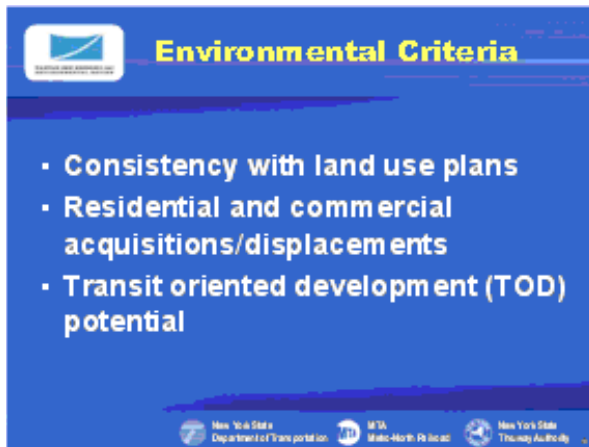 Environmental Criteria
▪ Consistency with land use plans
▪ Residential and commercial
acquisitions/displacements
▪ Transit oriented development (TOD)
potential
New York State
Department of Transportation
MTA
MTA
Metro-North Railroad
New York State
Thruway Authority